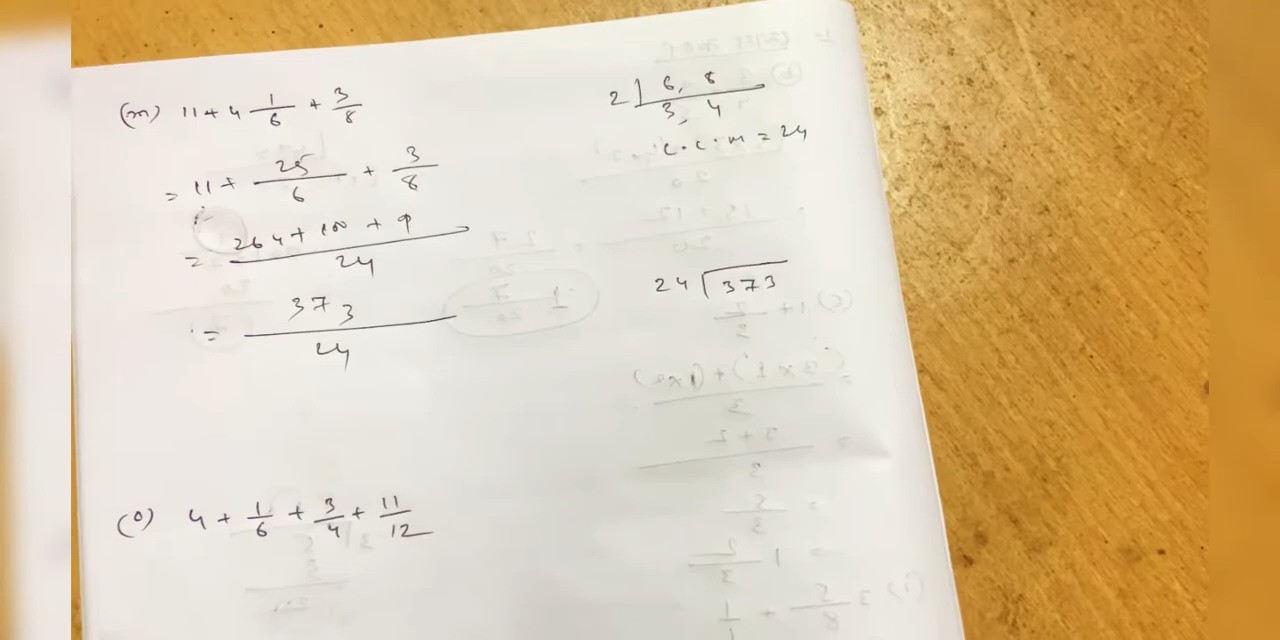 (m) 11 + 4 1/6 + 3/8
= 11 + 25/6 + 3/8
= 264 + 100 + 9 / 24
= 373 / 24
2 | 6, 8
3, 4
L.C.M = 24
24 ) 373
(o) 4 + 1/6 + 3/4 + 11/12